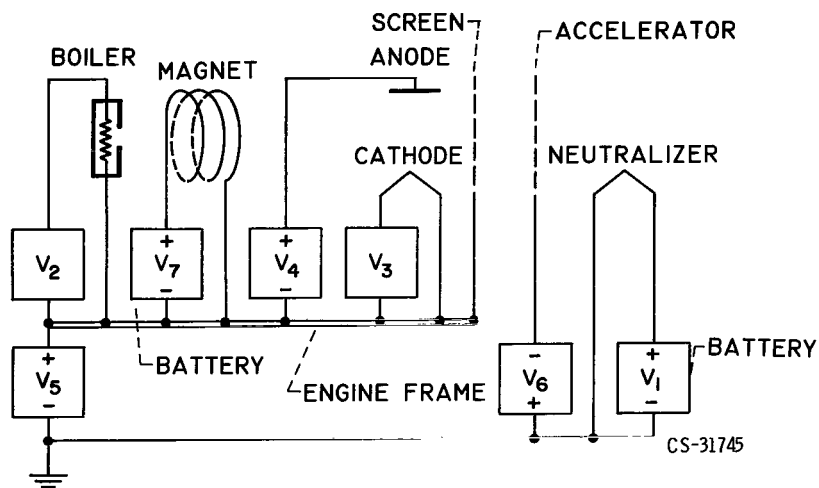 SCREEN
ACCELERATOR
BOILER
MAGNET
ANODE
CATHODE
NEUTRALIZER
V2
+
V7
-
+
V4
-
V3
+
V5
-
BATTERY
ENGINE FRAME
-
V6
+
+
V1
-
BATTERY
CS-31745